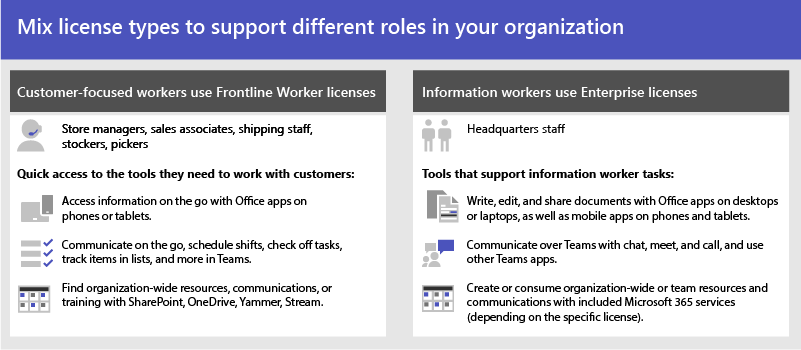 Mix license types to support different roles in your organization
Customer-focused workers use Frontline Worker licenses
Store managers, sales associates, shipping staff,
stockers, pickers
Quick access to the tools they need to work with customers:
Access information on the go with Office apps on
phones or tablets.
Communicate on the go, schedule shifts, check off tasks,
track items in lists, and more in Teams.
Find organization-wide resources, communications, or
training with SharePoint, OneDrive, Yammer, Stream.
Information workers use Enterprise licenses
Headquarters staff
Tools that support information worker tasks:
Write, edit, and share documents with Office apps on desktops
or laptops, as well as mobile apps on phones and tablets.
Communicate over Teams with chat, meet, and call, and use
other Teams apps.
Create or consume organization-wide or team resources and
communications with included Microsoft 365 services
(depending on the specific license).